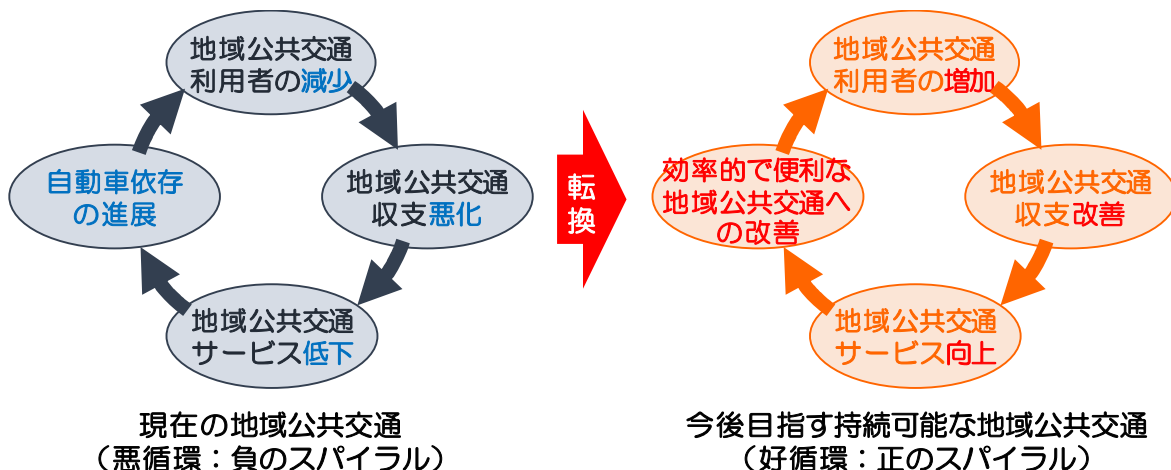 地域公共交通
利用者の減少
地域公共交通
収支悪化
地域公共交通
サービス低下
自動車依存
の進展
現在の地域公共交通
（悪循環：負のスパイラル）
転
換
地域公共交通
利用者の増加
地域公共交通
収支改善
地域公共交通
サービス向上
効率的で便利な
地域公共交通へ
の改善
今後目指す持続可能な地域公共交通
（好循環：正のスパイラル）